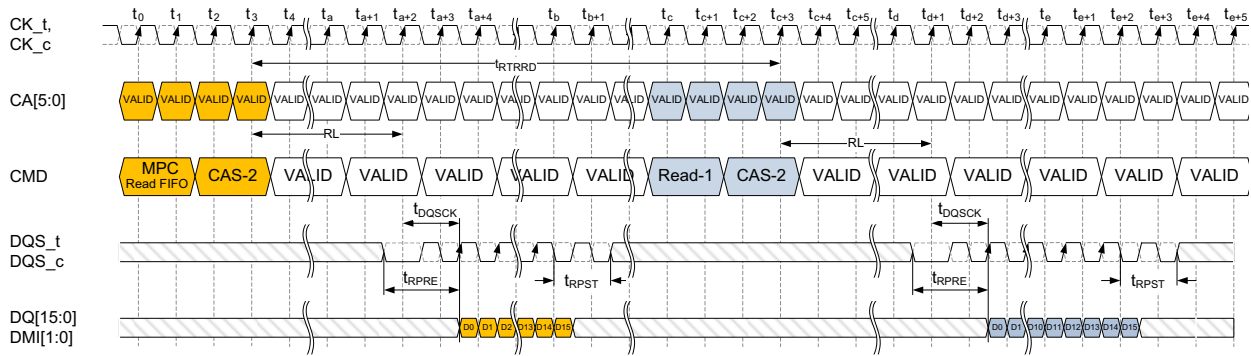 t0 t1 t2 t3 t4 ta ta+1 ta+2 ta+3 ta+4 tb tb+1 tc tc+1 tc+2 tc+3 tc+4 tc+5 td td+1 td+2 td+3 te te+1 te+2 te+3 te+4 te+5
CK_t,
CK_c
tRTRRD
CA[5:0] VALID VALID VALID VALID VALID VALID VALID VALID VALID VALID VALID VALID VALID VALID VALID VALID VALID VALID VALID VALID VALID VALID VALID VALID VALID VALID VALID VALID VALID VALID
RL RL
CMD MPC Read FIFO CAS-2 VALID VALID VALID VALID VALID Read-1 CAS-2 VALID VALID VALID VALID VALID VALID
tDQSCK tDQSCK
DQS_t
DQS_c
tRPRE tRPST tRPRE tRPST
DQ[15:0]
DMI[1:0]
D0 D1 D2 D13 D14 D15 D0 D1 D10 D11 D12 D13 D14 D15